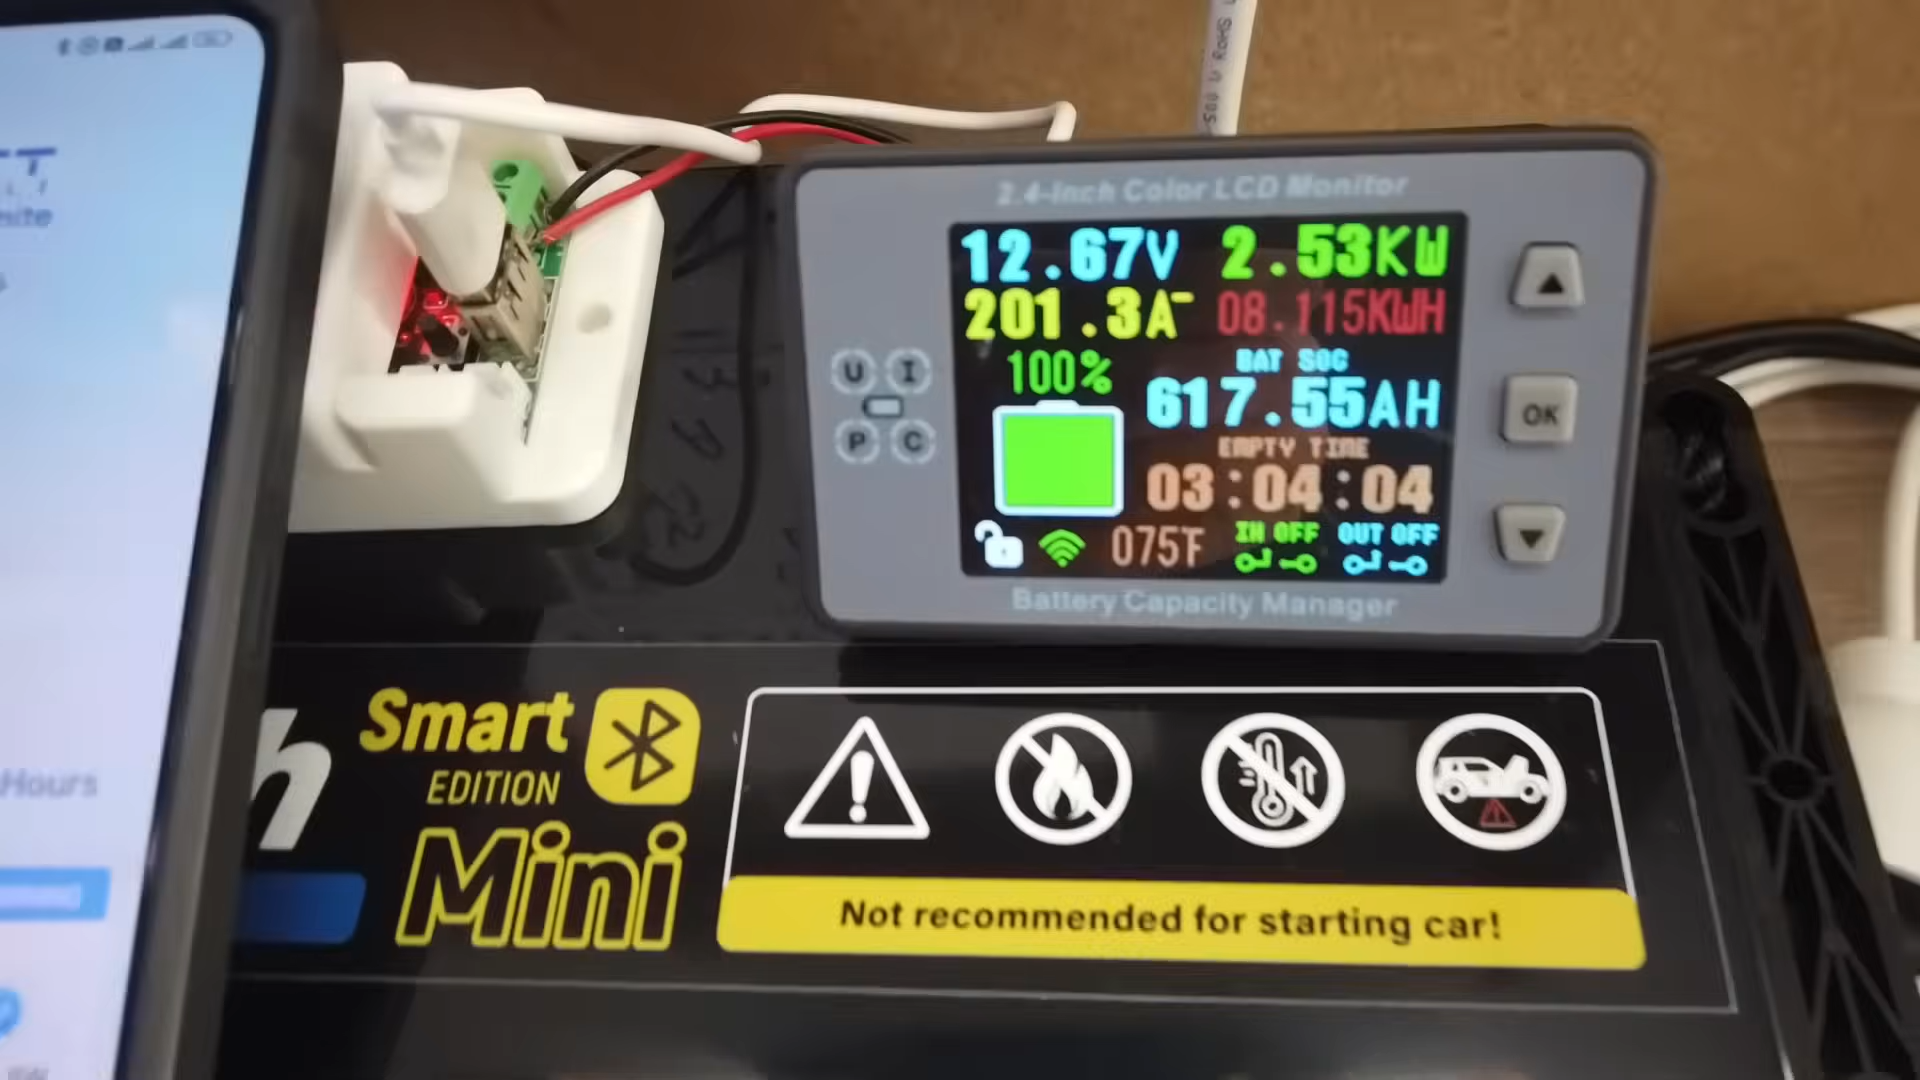 2.4-inch Color LCD Monitor
12.67V 2.53KW
201.3A- 08.115KWH
100% BAT SOC
617.55AH
EMPTY TIME
03:04:04
075°F IN OFF OUT OFF
U I
P C
OK
Battery Capacity Manager
h Smart
EDITION
Mini
Not recommended for starting car!
Hours